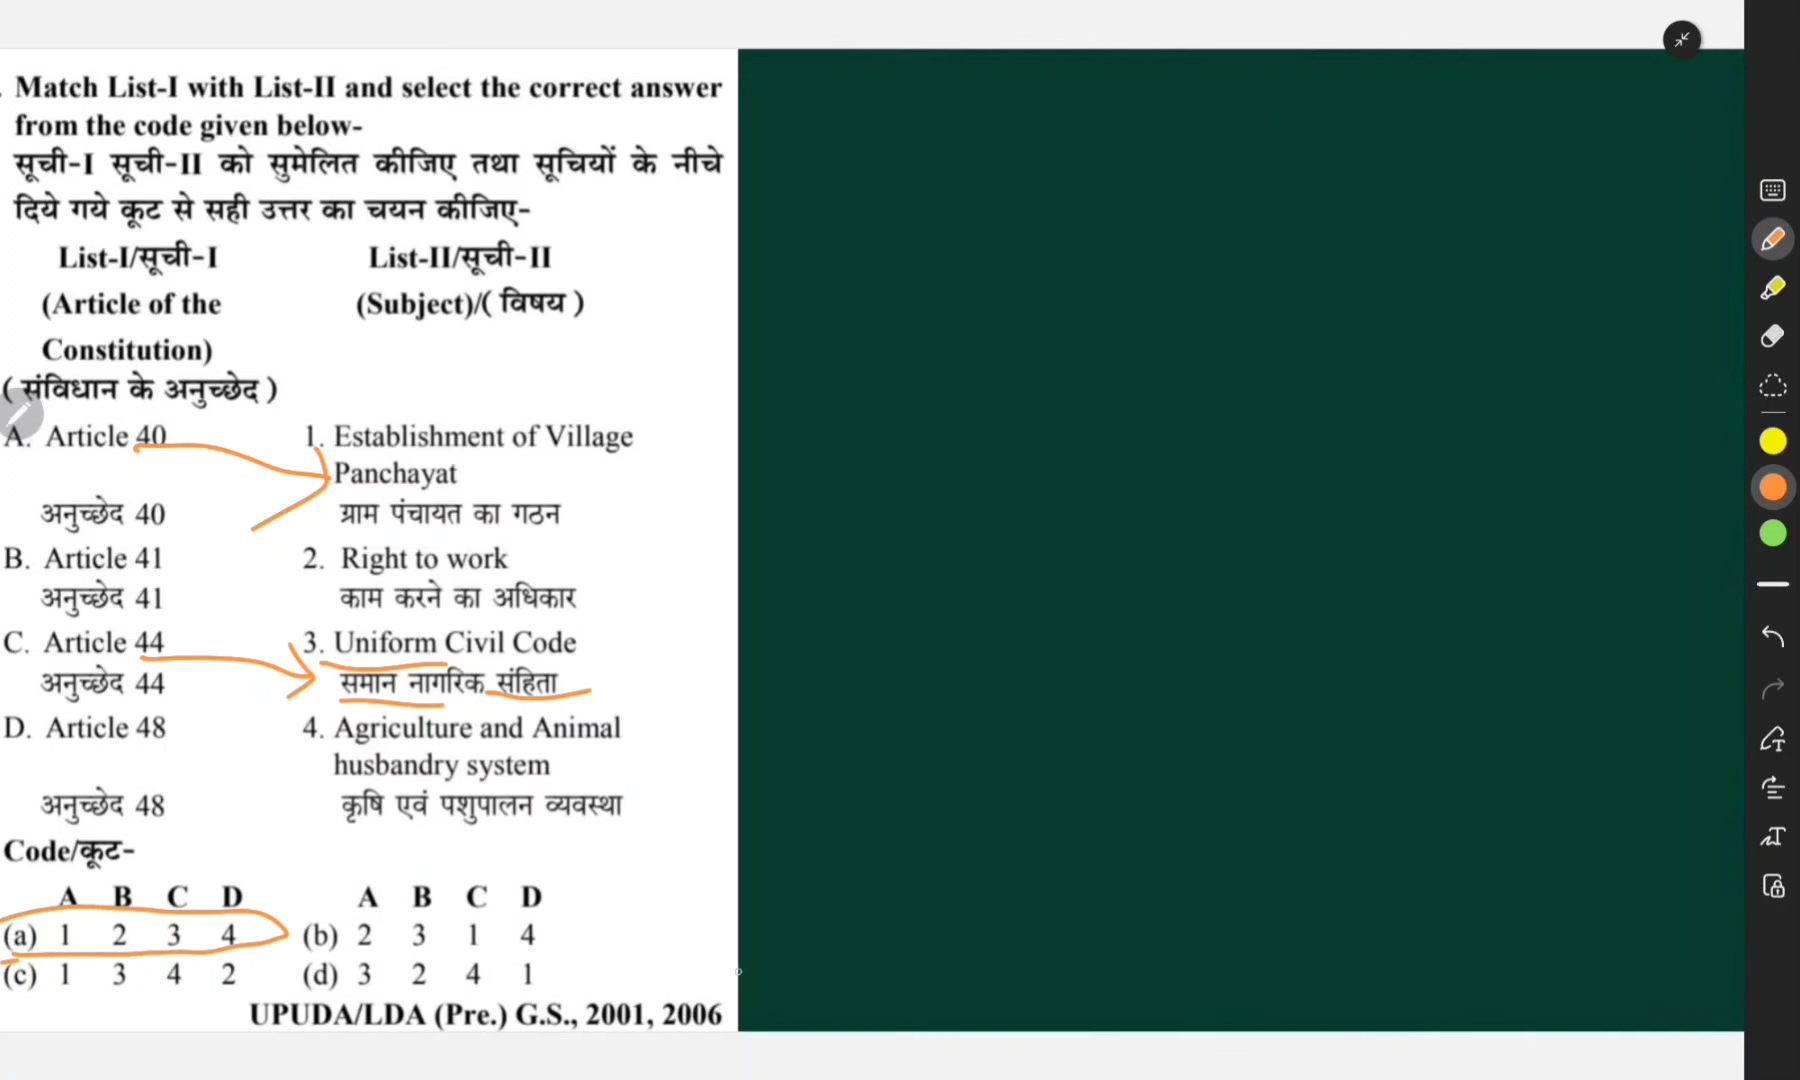 Match List-I with List-II and select the correct answer
from the code given below-
सूची-I सूची-II को सुमेलित कीजिए तथा सूचियों के नीचे
दिये गये कूट से सही उत्तर का चयन कीजिए-
List-I/सूची-I List-II/सूची-II
(Article of the (Subject)/( विषय )
Constitution)
( संविधान के अनुच्छेद )
A. Article 40 1. Establishment of Village
Panchayat
अनुच्छेद 40 ग्राम पंचायत का गठन
B. Article 41 2. Right to work
अनुच्छेद 41 काम करने का अधिकार
C. Article 44 3. Uniform Civil Code
अनुच्छेद 44 समान नागरिक संहिता
D. Article 48 4. Agriculture and Animal
husbandry system
अनुच्छेद 48 कृषि एवं पशुपालन व्यवस्था
Code/कूट-
A B C D A B C D
(a) 1 2 3 4 (b) 2 3 1 4
(c) 1 3 4 2 (d) 3 2 4 1
UPUDA/LDA (Pre.) G.S., 2001, 2006